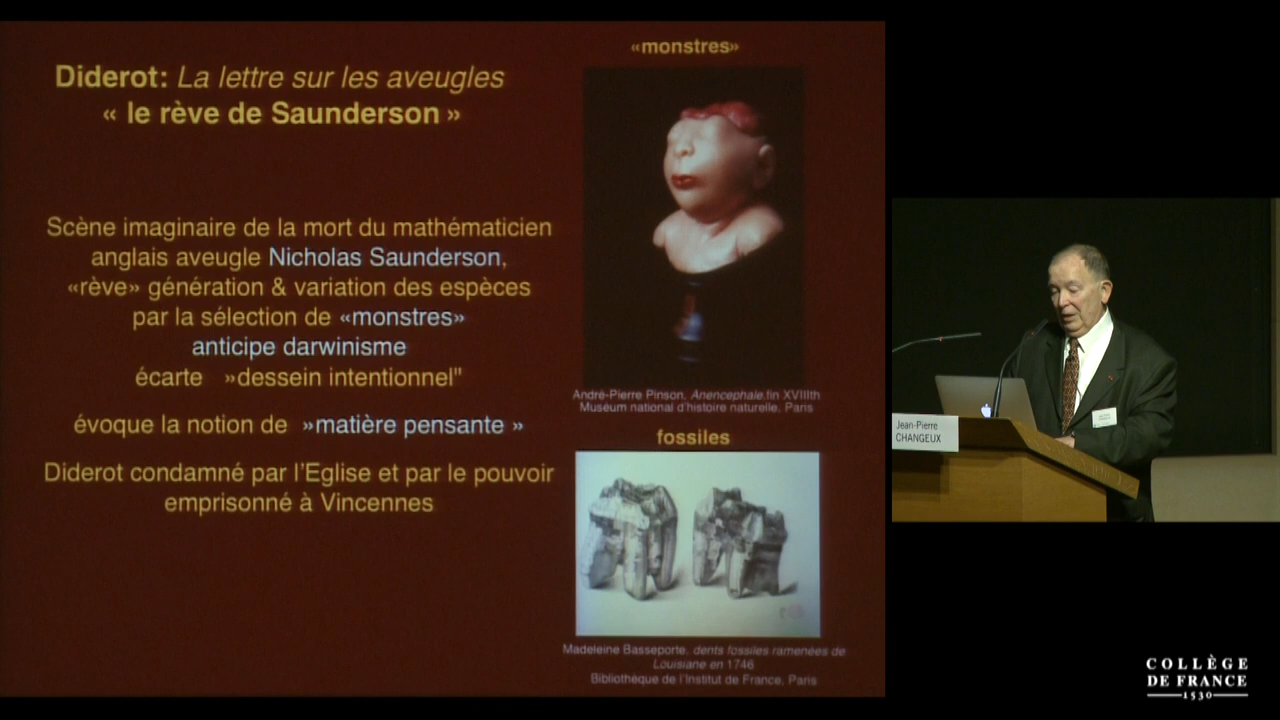 Diderot: La lettre sur les aveugles
« le rève de Saunderson »
Scène imaginaire de la mort du mathématicien
anglais aveugle Nicholas Saunderson,
«rève» génération & variation des espèces
par la sélection de «monstres»
anticipe darwinisme
écarte »dessein intentionnel"
évoque la notion de »matière pensante »
Diderot condamné par l'Eglise et par le pouvoir
emprisonné à Vincennes
«monstres»
André-Pierre Pinson, Anencephale,fin XVIIIth
Museum national d'histoire naturelle, Paris
fossiles
Madeleine Basseporte, dents fossiles ramenées de
Louisiane en 1746
Bibliothèque de l'Institut de France, Paris
Jean-Pierre
CHANGEUX
COLLÈGE
DE FRANCE
1530